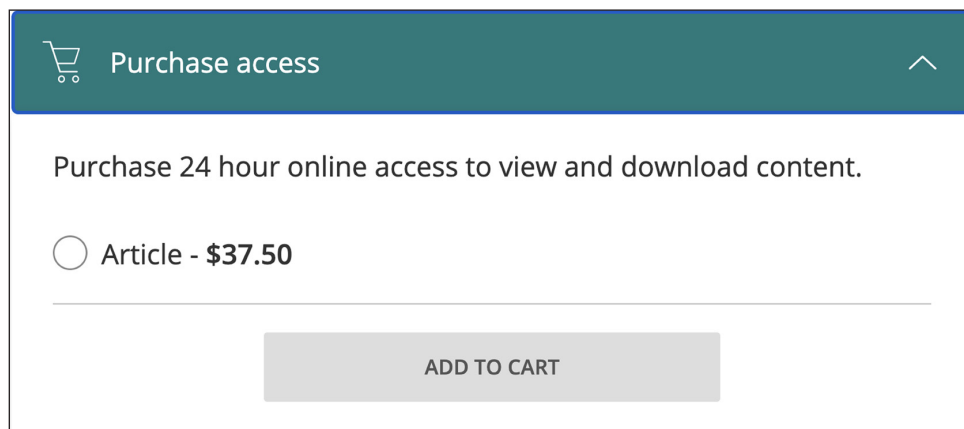 Purchase access
Purchase 24 hour online access to view and download content.
Article - $37.50
ADD TO CART